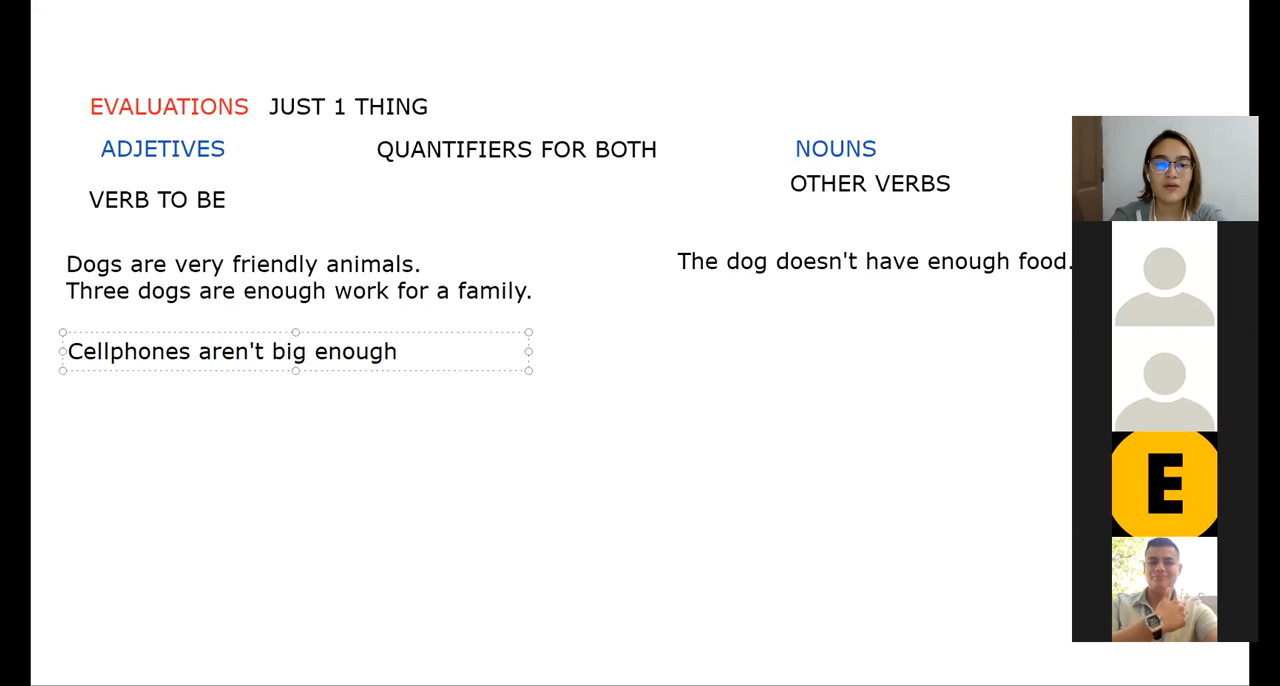 EVALUATIONS JUST 1 THING
ADJETIVES QUANTIFIERS FOR BOTH NOUNS
OTHER VERBS
VERB TO BE
Dogs are very friendly animals. The dog doesn't have enough food.
Three dogs are enough work for a family.
Cellphones aren't big enough
E